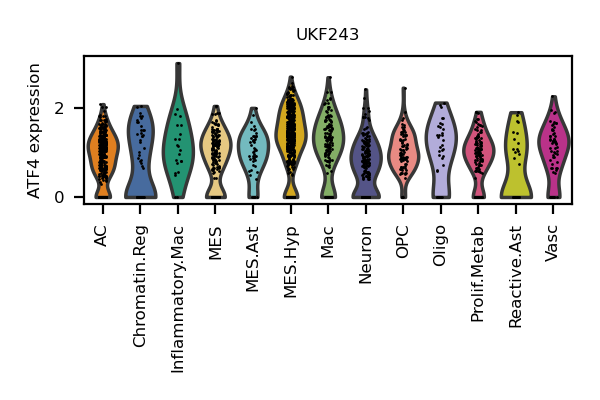 UKF243
ATF4 expression
2
0
AC
Chromatin.Reg
Inflammatory.Mac
MES
MES.Ast
MES.Hyp
Mac
Neuron
OPC
Oligo
Prolif.Metab
Reactive.Ast
Vasc